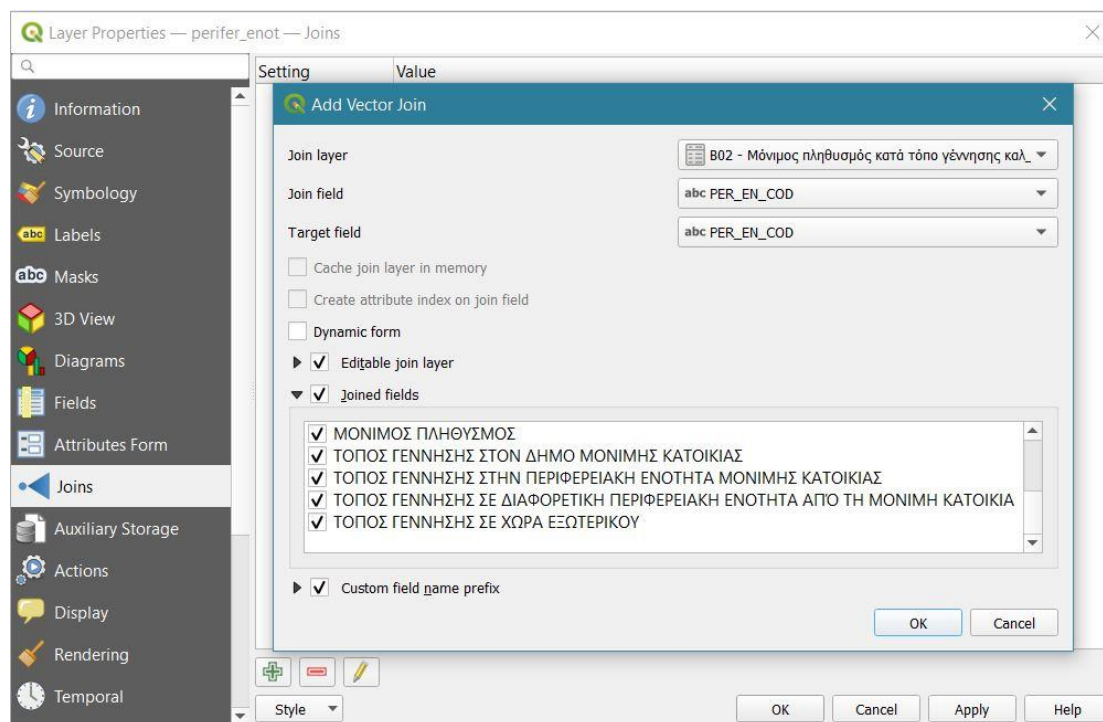 Layer Properties — perifer_enot — Joins
Setting Value
Information
Source
Symbology
abc Labels
abc Masks
3D View
Diagrams
Fields
Attributes Form
Joins
Auxiliary Storage
Actions
Display
Rendering
Temporal
Add Vector Join
Join layer B02 - Μόνιμος πληθυσμός κατά τόπο γέννησης καλ_
Join field abc PER_EN_COD
Target field abc PER_EN_COD
Cache join layer in memory
Create attribute index on join field
Dynamic form
Editable join layer
Joined fields
ΜΟΝΙΜΟΣ ΠΛΗΘΥΣΜΟΣ
ΤΟΠΟΣ ΓΕΝΝΗΣΗΣ ΣΤΟΝ ΔΗΜΟ ΜΟΝΙΜΗΣ ΚΑΤΟΙΚΙΑΣ
ΤΟΠΟΣ ΓΕΝΝΗΣΗΣ ΣΤΗΝ ΠΕΡΙΦΕΡΕΙΑΚΗ ΕΝΟΤΗΤΑ ΜΟΝΙΜΗΣ ΚΑΤΟΙΚΙΑΣ
ΤΟΠΟΣ ΓΕΝΝΗΣΗΣ ΣΕ ΔΙΑΦΟΡΕΤΙΚΗ ΠΕΡΙΦΕΡΕΙΑΚΗ ΕΝΟΤΗΤΑ ΑΠΌ ΤΗ ΜΟΝΙΜΗ ΚΑΤΟΙΚΙΑ
ΤΟΠΟΣ ΓΕΝΝΗΣΗΣ ΣΕ ΧΩΡΑ ΕΞΩΤΕΡΙΚΟΥ
Custom field name prefix
OK Cancel
Style OK Cancel Apply Help